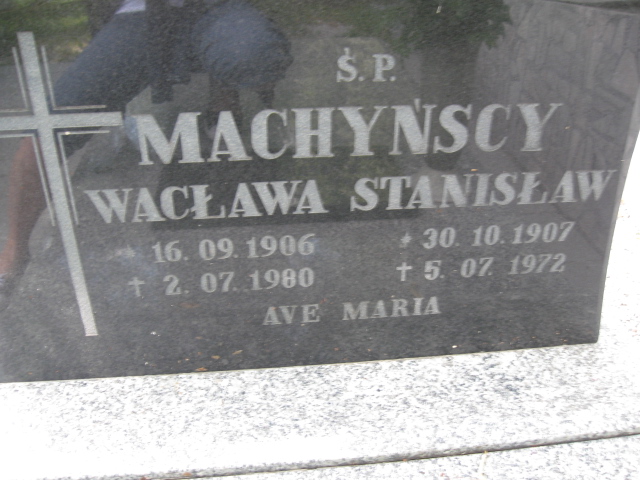 Ś.P.
MACHYŃSCY
WACŁAWA STANISŁAW
* 16.09.1906 * 30.10.1907
† 2.07.1980 † 5.07.1972
AVE MARIA